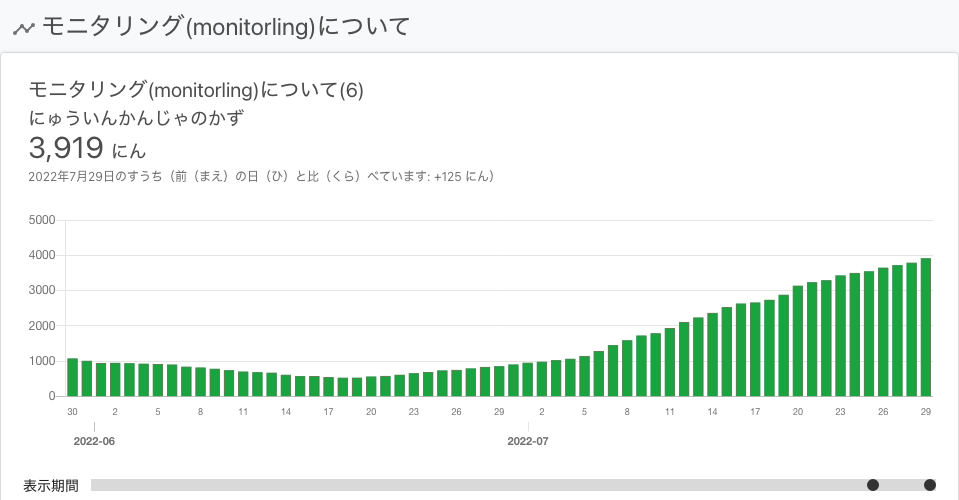 モニタリング(monitorling)について
モニタリング(monitorling)について(6)
にゅういんかんじゃのかず
3,919 にん
2022年7月29日のすうち（前（まえ）の日（ひ）と比（くら）べています: +125 にん）
5000
4000
3000
2000
1000
0
30 2 5 8 11 14 17 20 23 26 29 2 5 8 11 14 17 20 23 26 29
2022-06 2022-07
表示期間